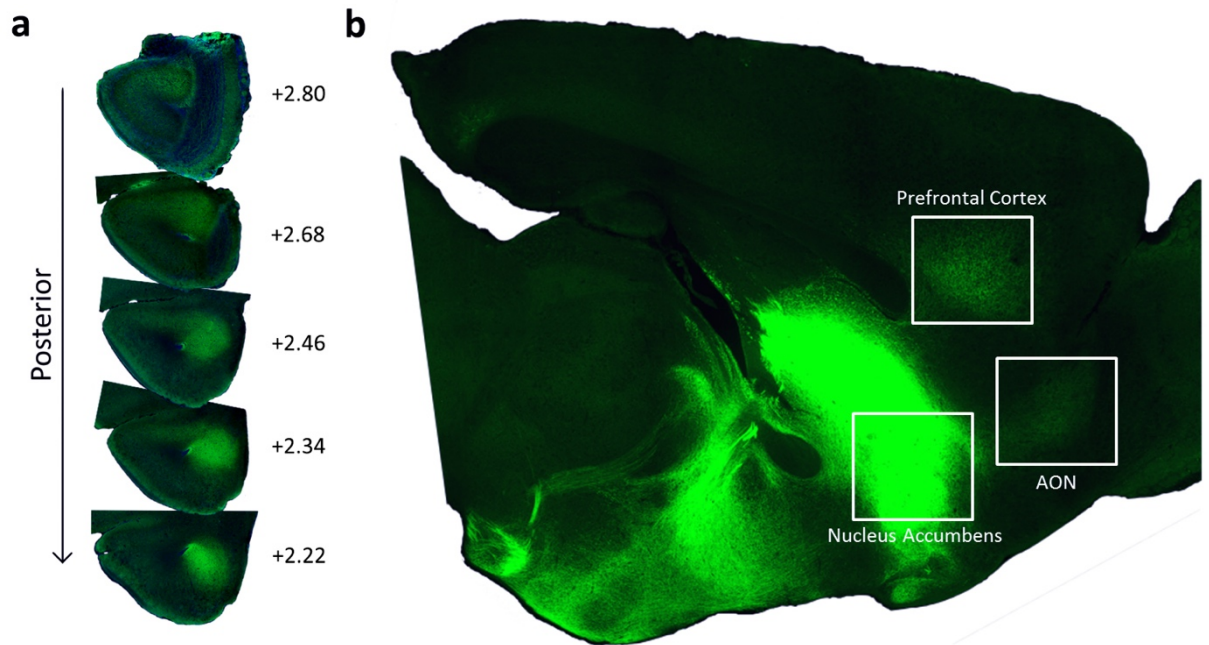 a
b
+2.80
+2.68
+2.46
+2.34
+2.22
Posterior
Prefrontal Cortex
AON
Nucleus Accumbens